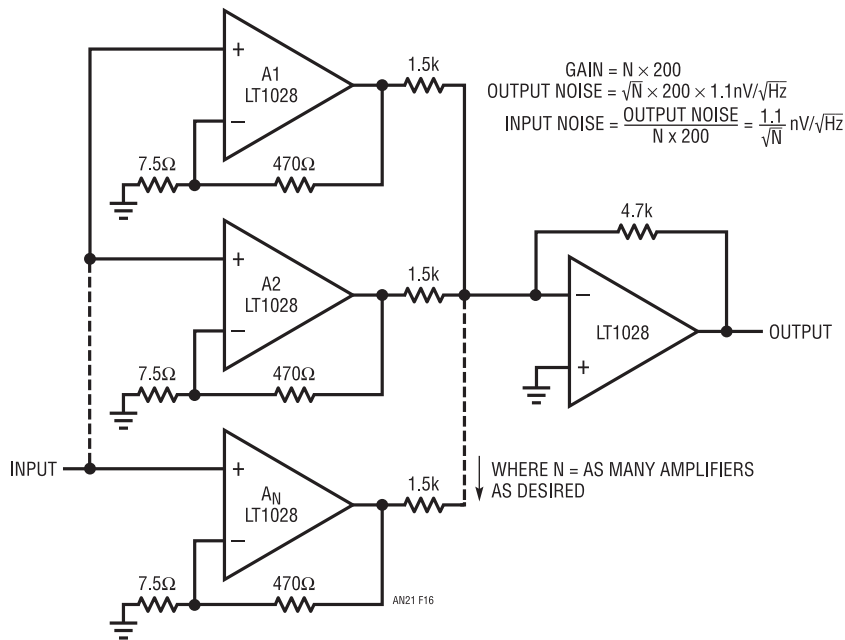 A1
LT1028
+
−
1.5k
7.5Ω
470Ω
GAIN = N × 200
OUTPUT NOISE = √N × 200 × 1.1nV/√Hz
INPUT NOISE = OUTPUT NOISE / N x 200 = 1.1 / √N nV/√Hz
A2
LT1028
+
−
1.5k
7.5Ω
470Ω
4.7k
−
+
LT1028
OUTPUT
INPUT
AN
LT1028
+
−
1.5k
7.5Ω
470Ω
WHERE N = AS MANY AMPLIFIERS
AS DESIRED
AN21 F16